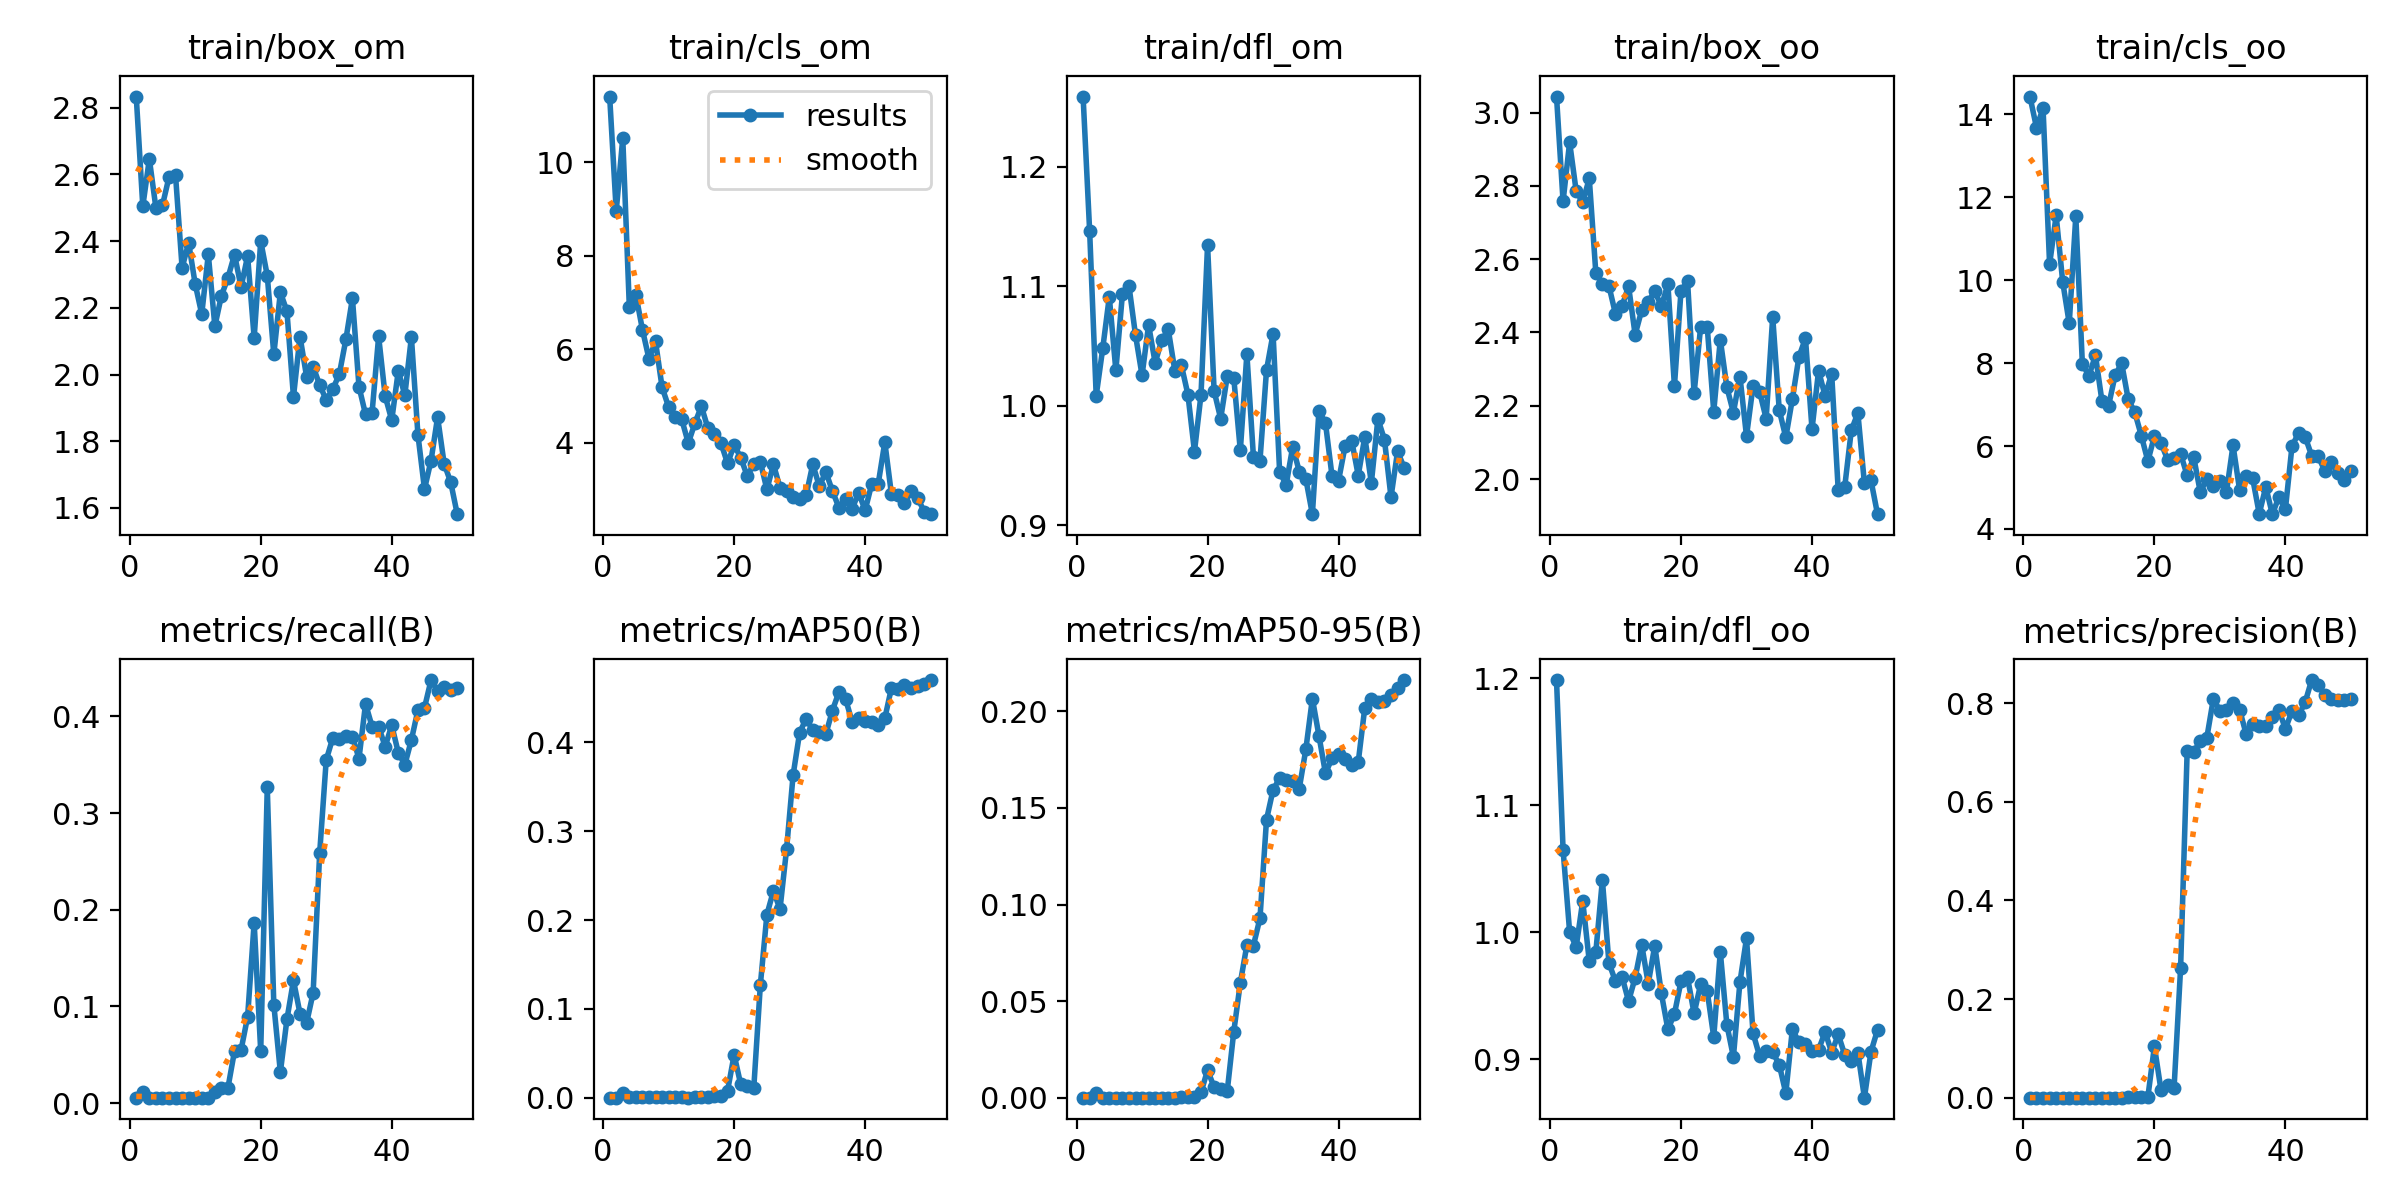 train/box_om
2.8
2.6
2.4
2.2
2.0
1.8
1.6
0 20 40
train/cls_om
results
smooth
10
8
6
4
0 20 40
train/dfl_om
1.2
1.1
1.0
0.9
0 20 40
train/box_oo
3.0
2.8
2.6
2.4
2.2
2.0
0 20 40
train/cls_oo
14
12
10
8
6
4
0 20 40
metrics/recall(B)
0.4
0.3
0.2
0.1
0.0
0 20 40
metrics/mAP50(B)
0.4
0.3
0.2
0.1
0.0
0 20 40
metrics/mAP50-95(B)
0.20
0.15
0.10
0.05
0.00
0 20 40
train/dfl_oo
1.2
1.1
1.0
0.9
0 20 40
metrics/precision(B)
0.8
0.6
0.4
0.2
0.0
0 20 40